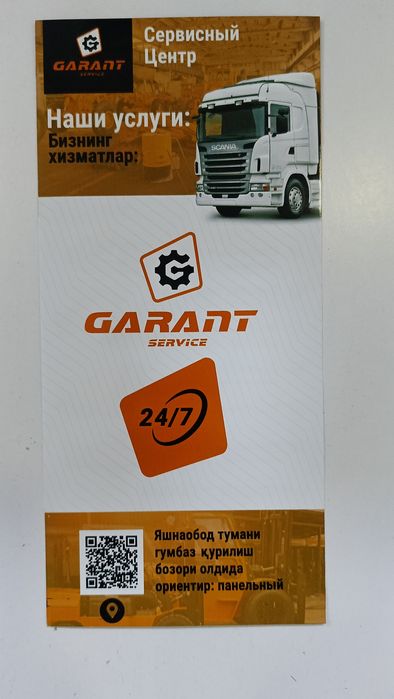 GARANT
SERVICE
Сервисный
Центр
Наши услуги:
Бизнинг
хизматлар:
SCANIA
G
GARANT
SERVICE
24/7
Яшнаобод тумани
гумбаз қурилиш
бозори олдида
ориентир: панельный